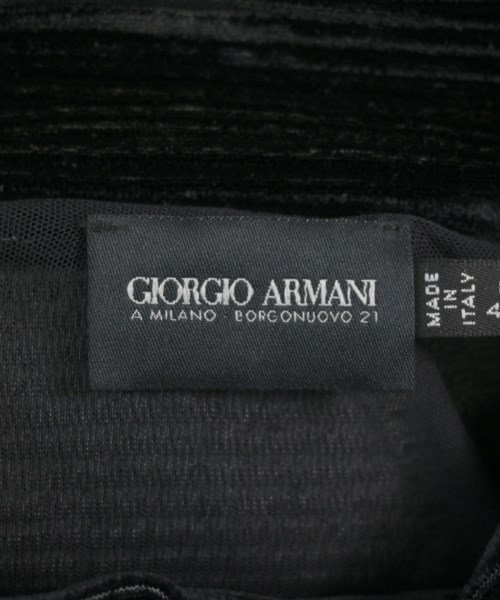 GIORGIO ARMANI
A MILANO · BORGONUOVO 21
MADE
IN
ITALY